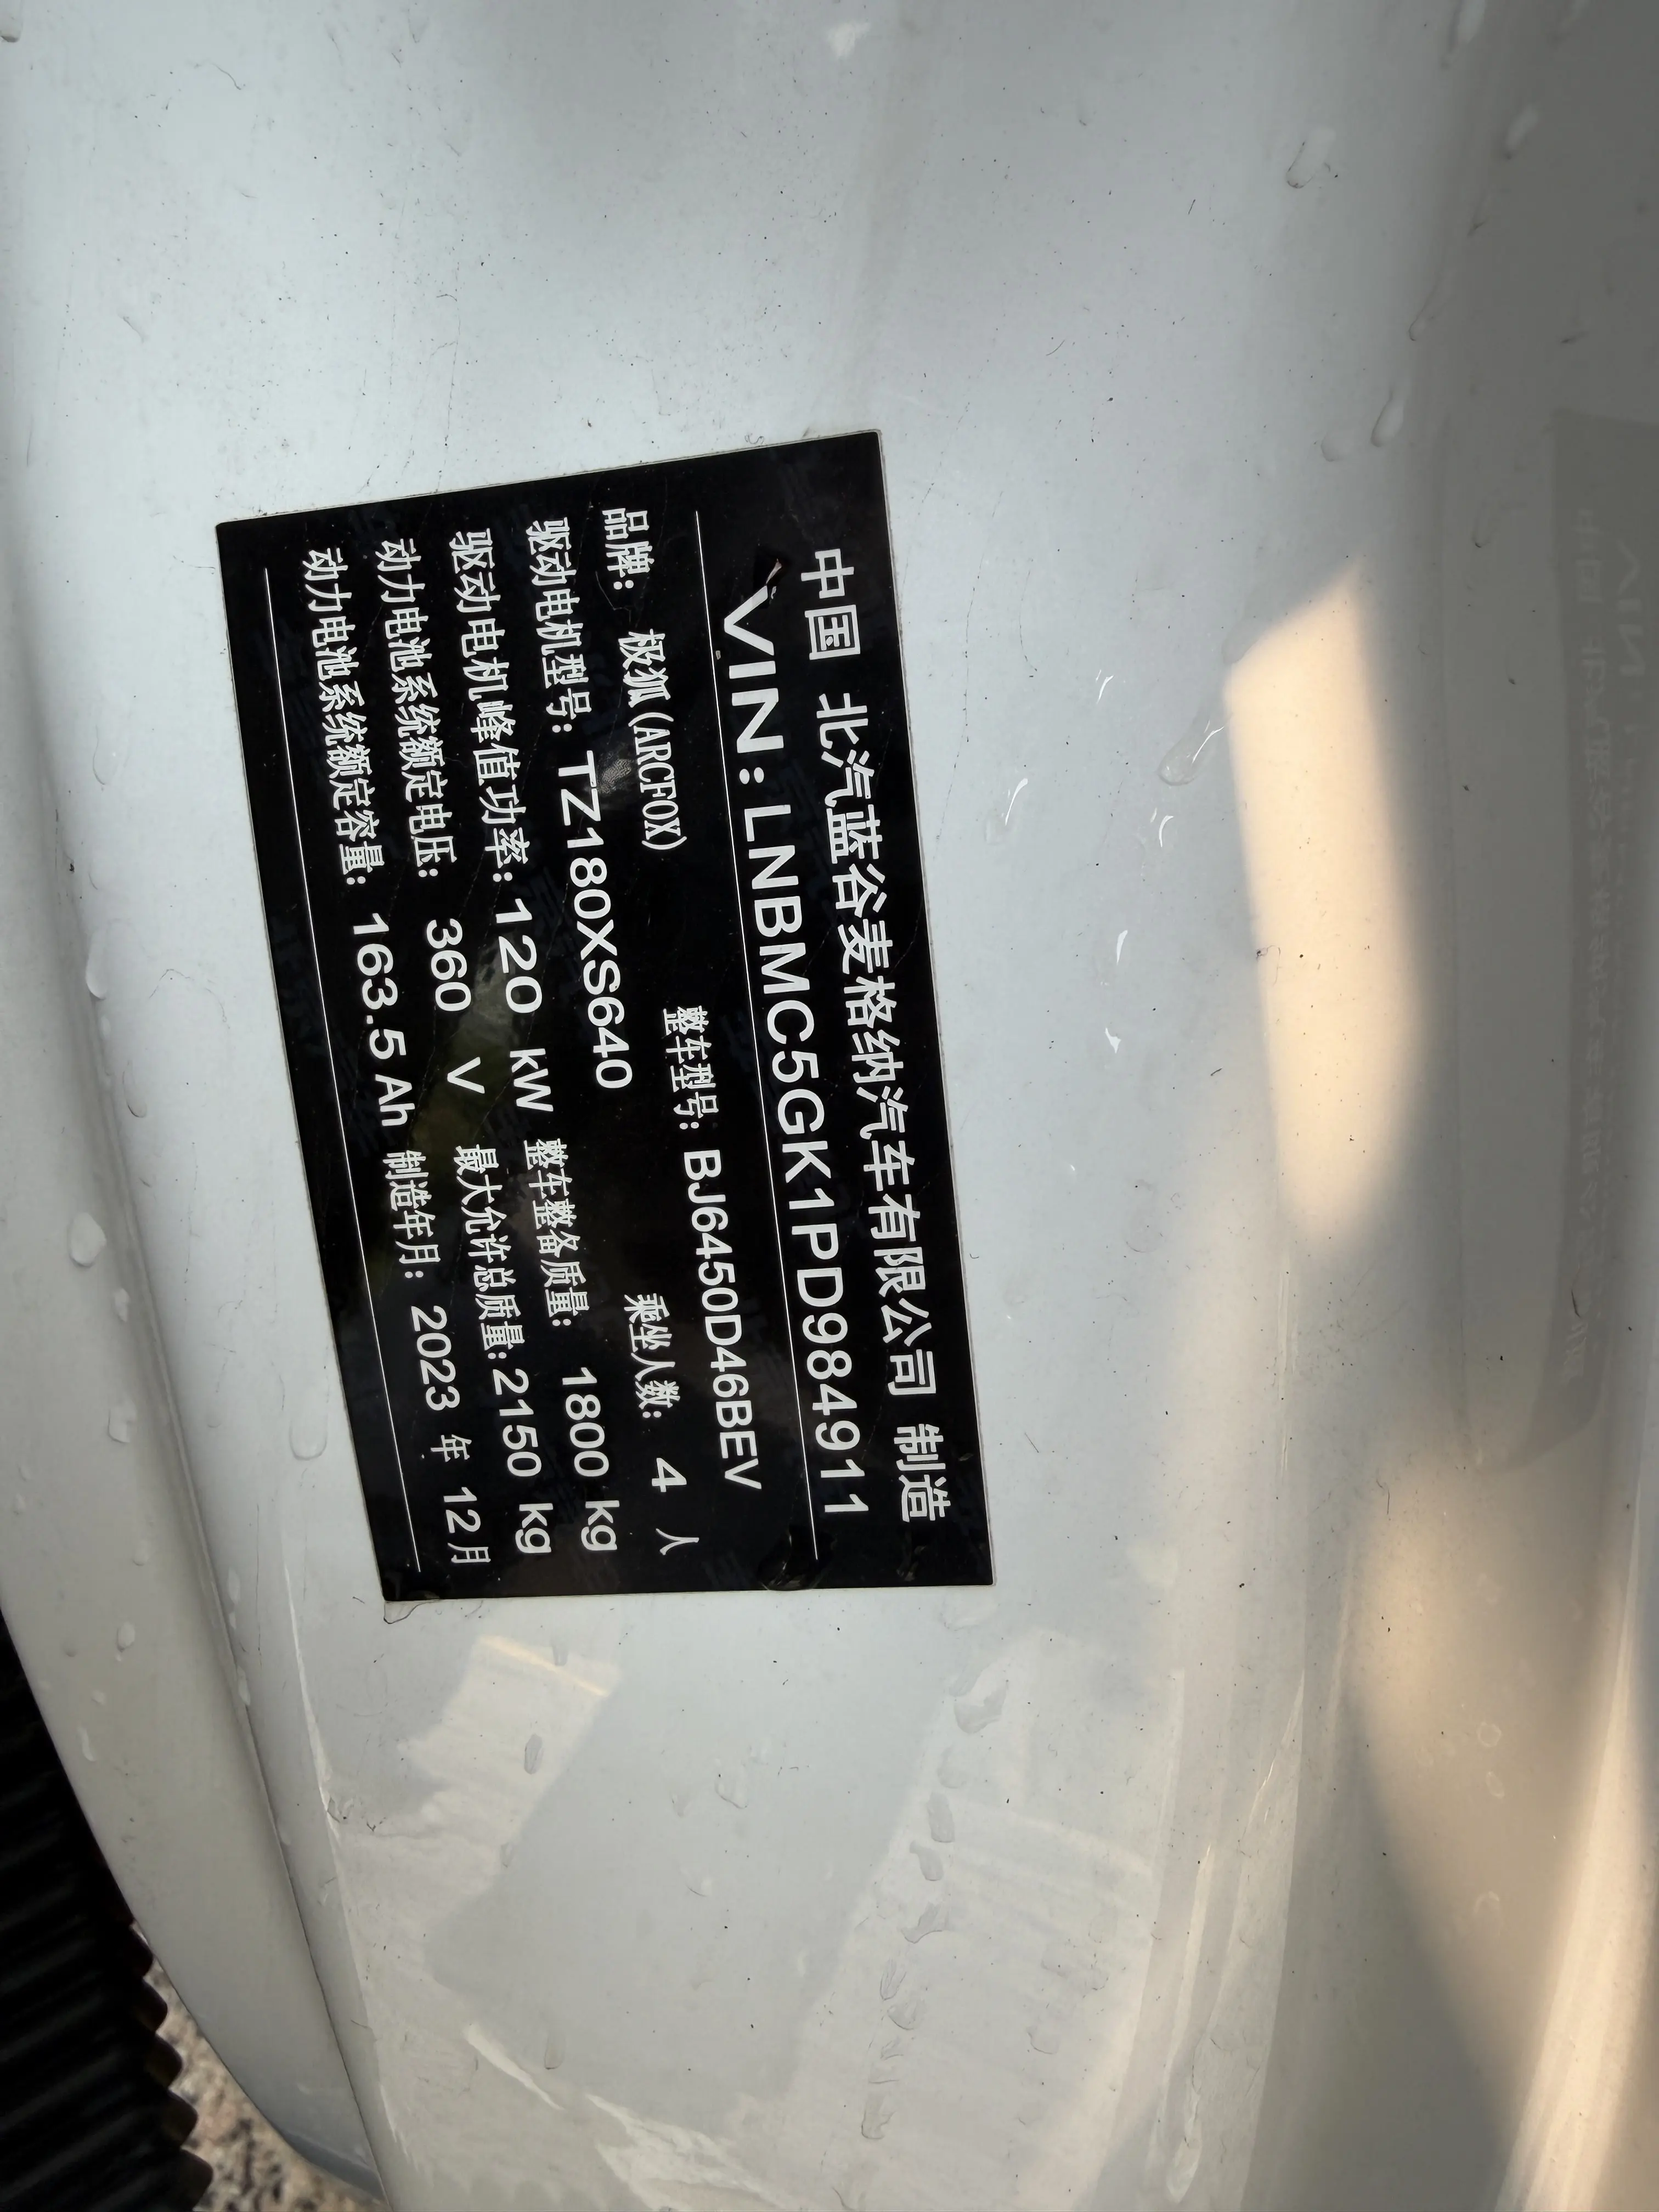 中国 北汽蓝谷麦格纳汽车有限公司 制造
VIN: LNBMC5GK1PD984911
品牌: 极狐(ARCFOX) 整车型号: BJ6450D46BEV
驱动电机型号: TZ180XS640 乘坐人数: 4 人
驱动电机峰值功率: 120 kW 整车整备质量: 1800 kg
动力电池系统额定电压: 360 V 最大允许总质量: 2150 kg
动力电池系统额定容量: 163.5 Ah 制造年月: 2023 年 12月